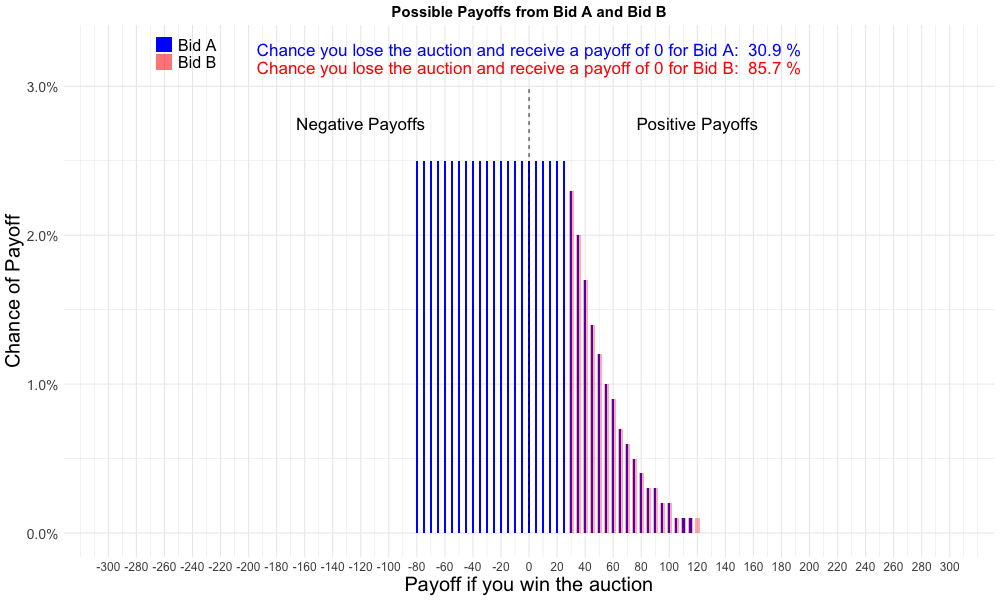 Possible Payoffs from Bid A and Bid B
Bid A
Bid B
Chance you lose the auction and receive a payoff of 0 for Bid A:  30.9 %
Chance you lose the auction and receive a payoff of 0 for Bid B:  85.7 %
Negative Payoffs
Positive Payoffs
Chance of Payoff
3.0%
2.0%
1.0%
0.0%
-300 -280 -260 -240 -220 -200 -180 -160 -140 -120 -100 -80 -60 -40 -20 0 20 40 60 80 100 120 140 160 180 200 220 240 260 280 300
Payoff if you win the auction